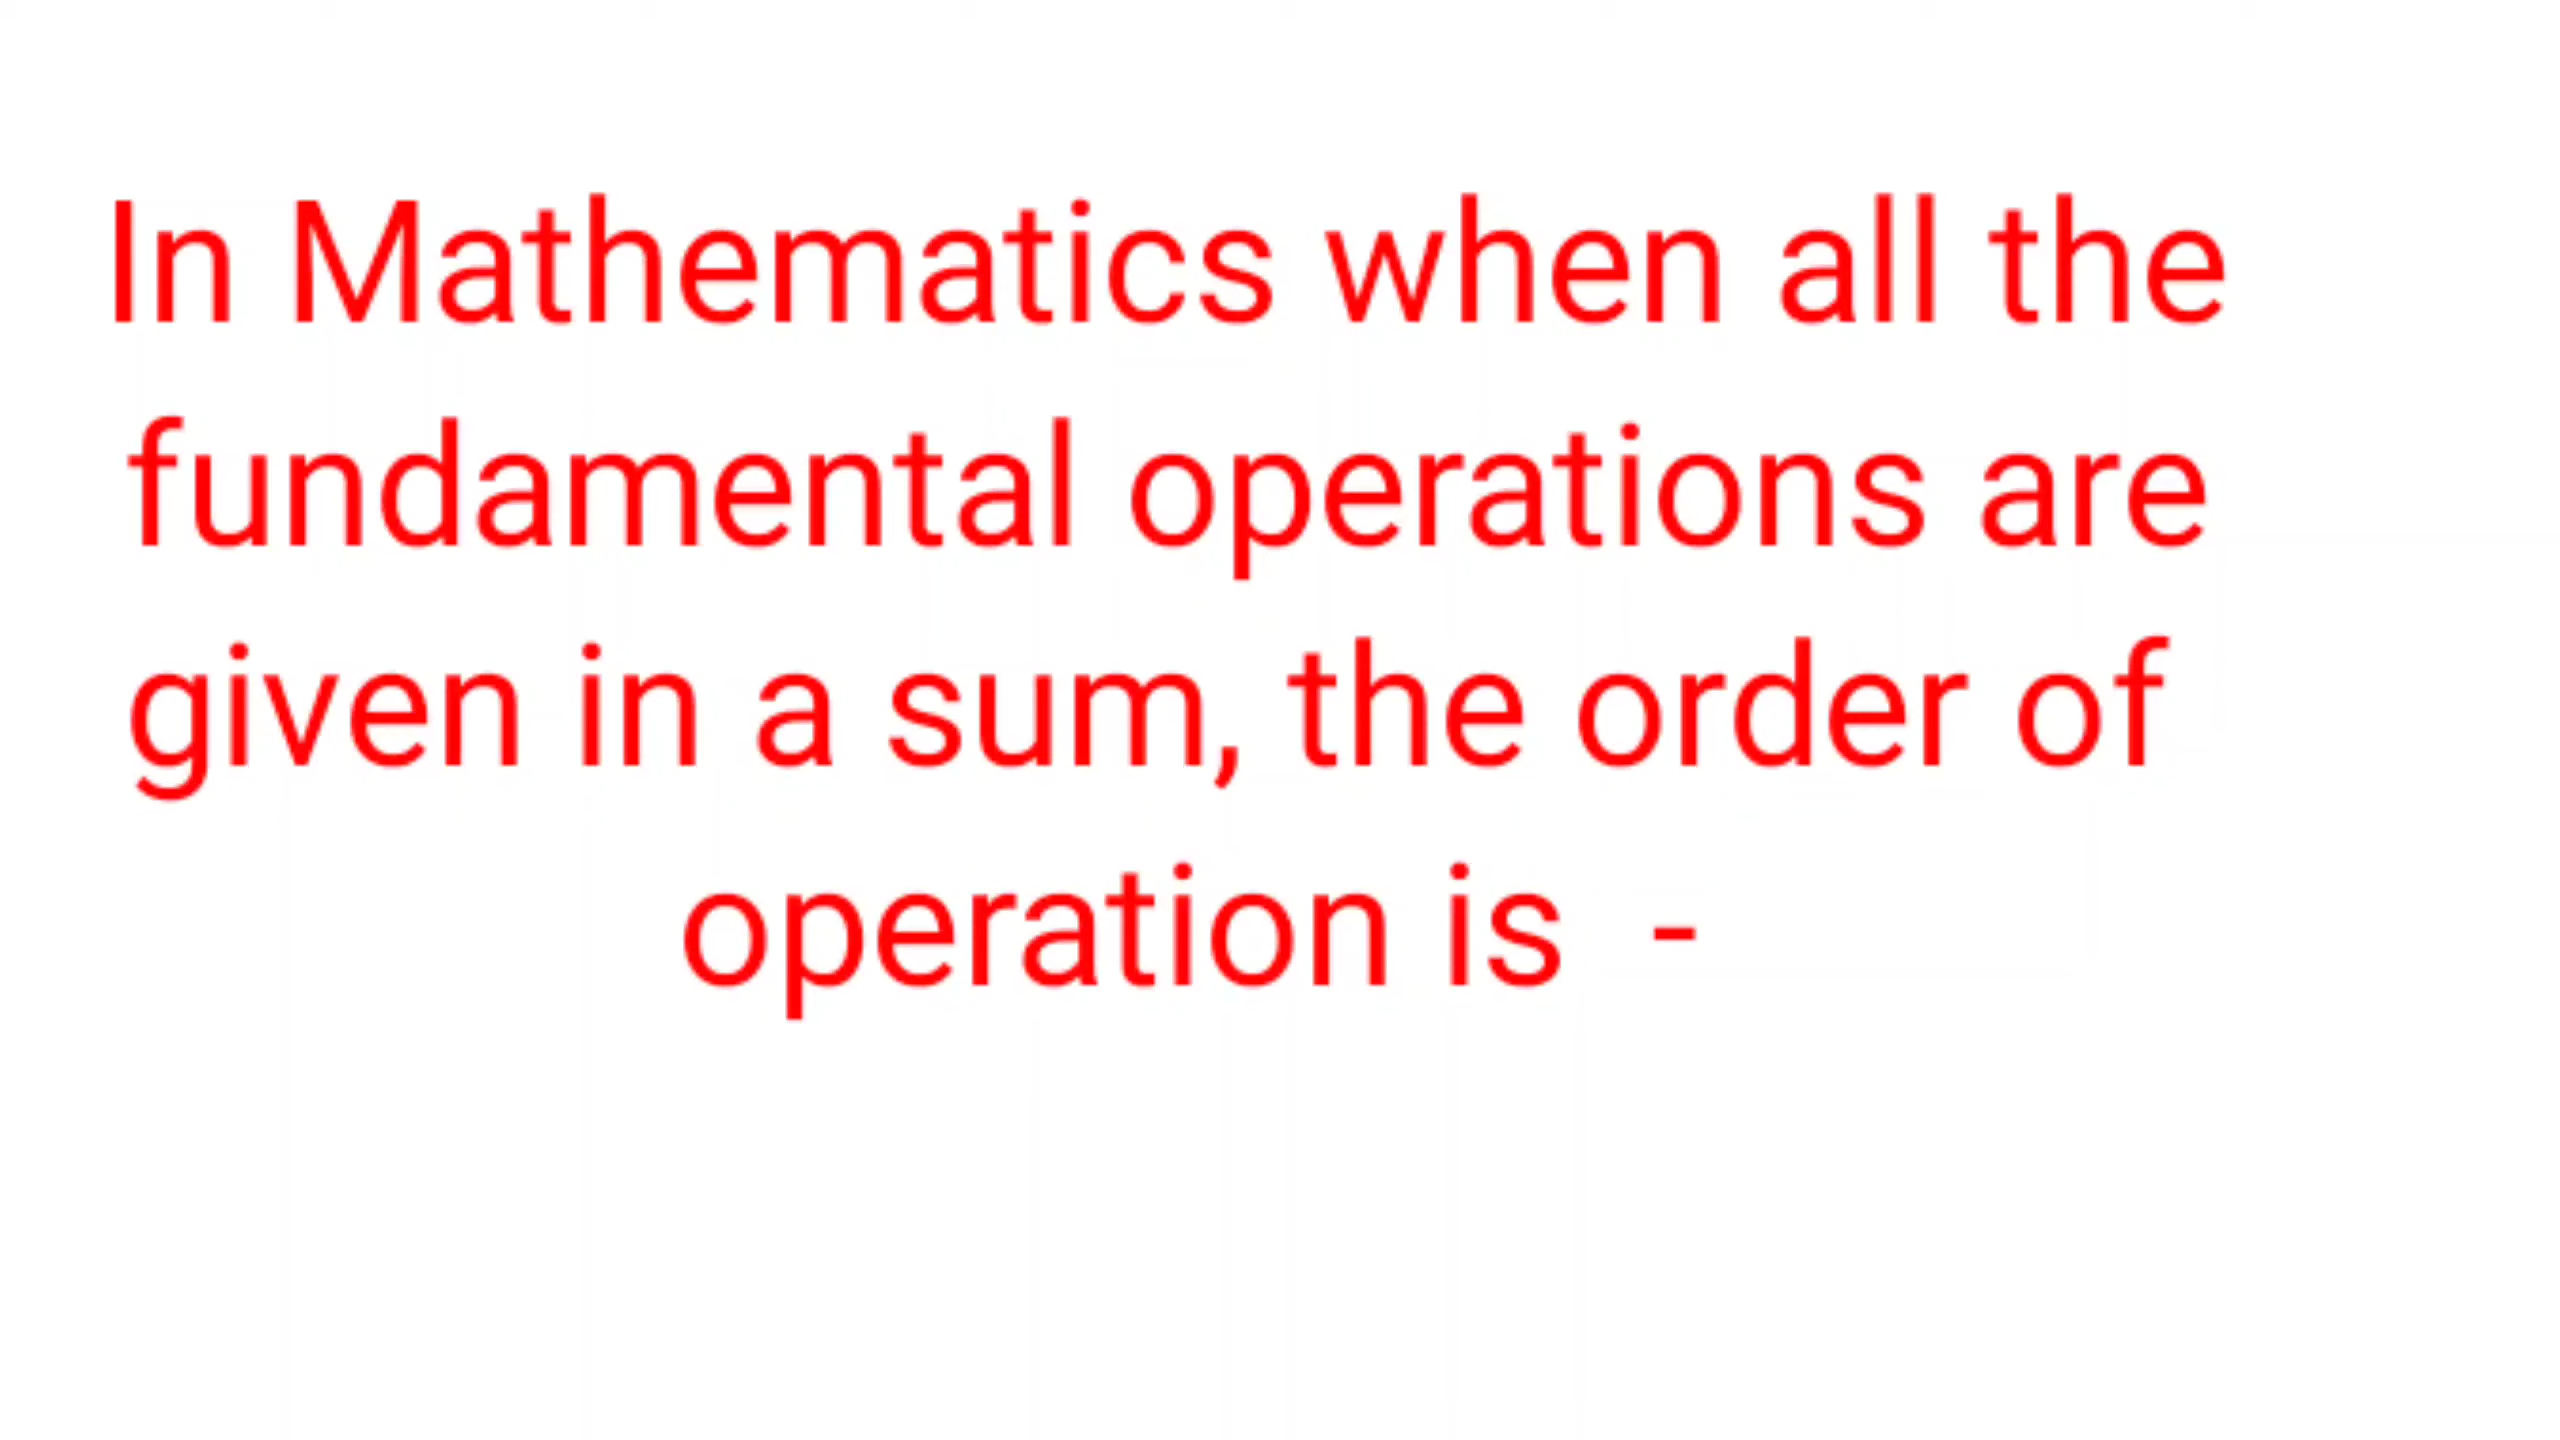 In Mathematics when all the
fundamental operations are
given in a sum, the order of
operation is -